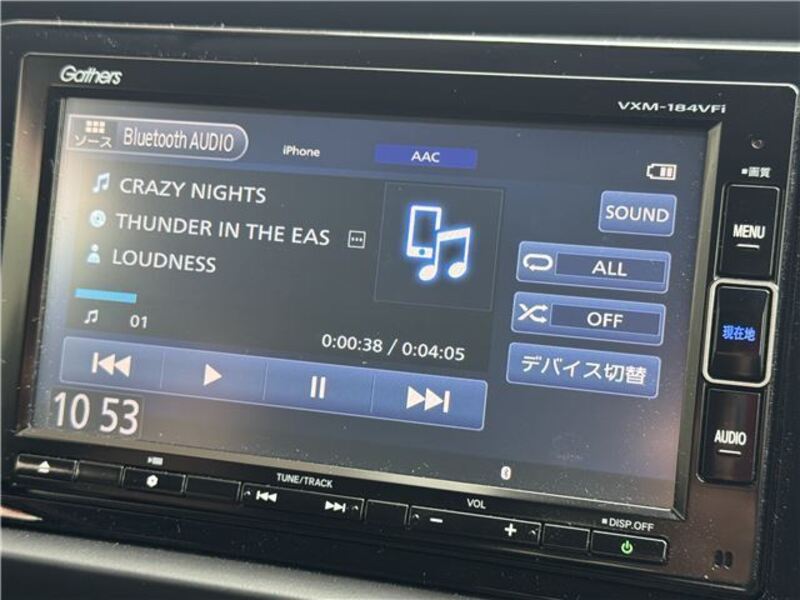 Gathers
VXM-184VFi
ソース
Bluetooth AUDIO
iPhone
AAC
■画質
CRAZY NIGHTS
SOUND
MENU
THUNDER IN THE EAS
LOUDNESS
ALL
OFF
現在地
01
0:00:38 / 0:04:05
デバイス切替
10 53
AUDIO
TUNE/TRACK
VOL
− +
■DISP.OFF